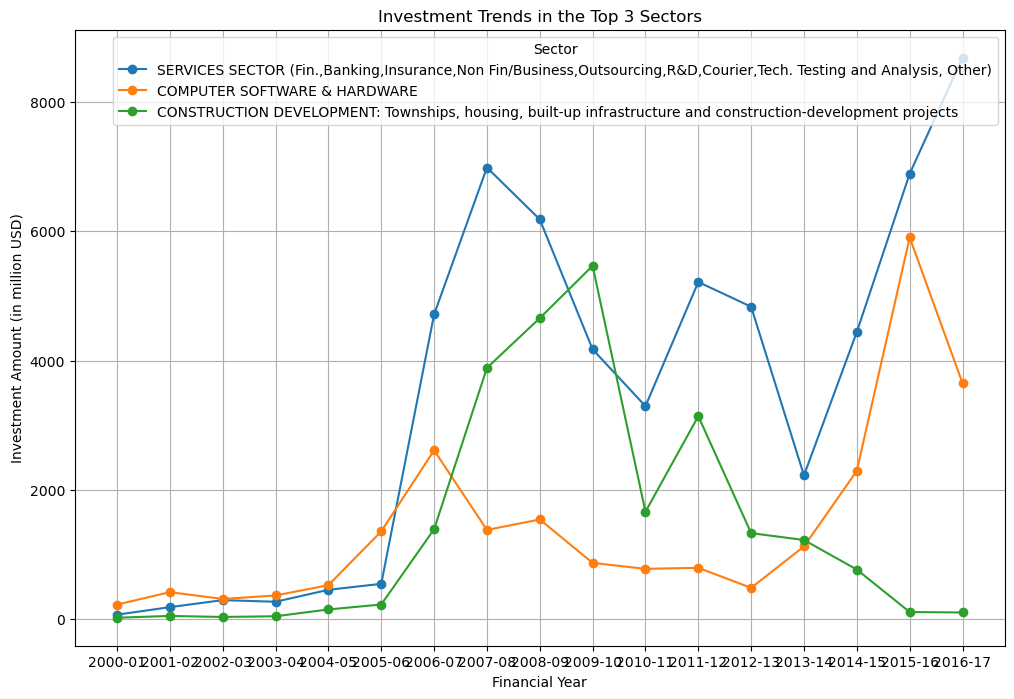 Investment Trends in the Top 3 Sectors
Sector
SERVICES SECTOR (Fin.,Banking,Insurance,Non Fin/Business,Outsourcing,R&D,Courier,Tech. Testing and Analysis, Other)
COMPUTER SOFTWARE & HARDWARE
CONSTRUCTION DEVELOPMENT: Townships, housing, built-up infrastructure and construction-development projects
Investment Amount (in million USD)
8000
6000
4000
2000
0
2000-01 2001-02 2002-03 2003-04 2004-05 2005-06 2006-07 2007-08 2008-09 2009-10 2010-11 2011-12 2012-13 2013-14 2014-15 2015-16 2016-17
Financial Year